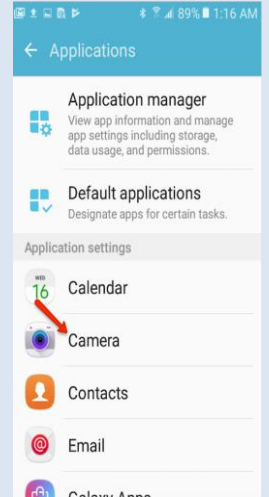 89% 1:16 AM
Applications
Application manager
View app information and manage
app settings including storage,
data usage, and permissions.
Default applications
Designate apps for certain tasks.
Application settings
WED
16
Calendar
Camera
Contacts
@
Email
Galaxy Apps